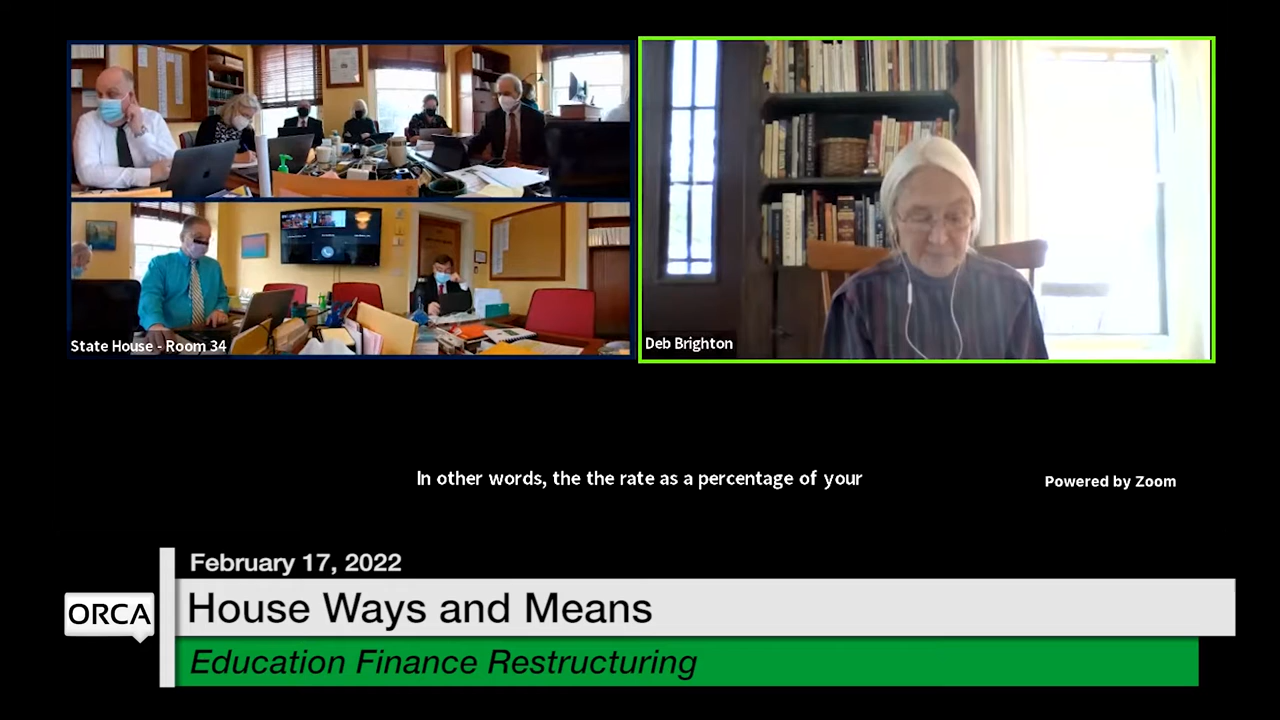 State House - Room 34
Deb Brighton
In other words, the the rate as a percentage of your
Powered by Zoom
February 17, 2022
ORCA
House Ways and Means
Education Finance Restructuring